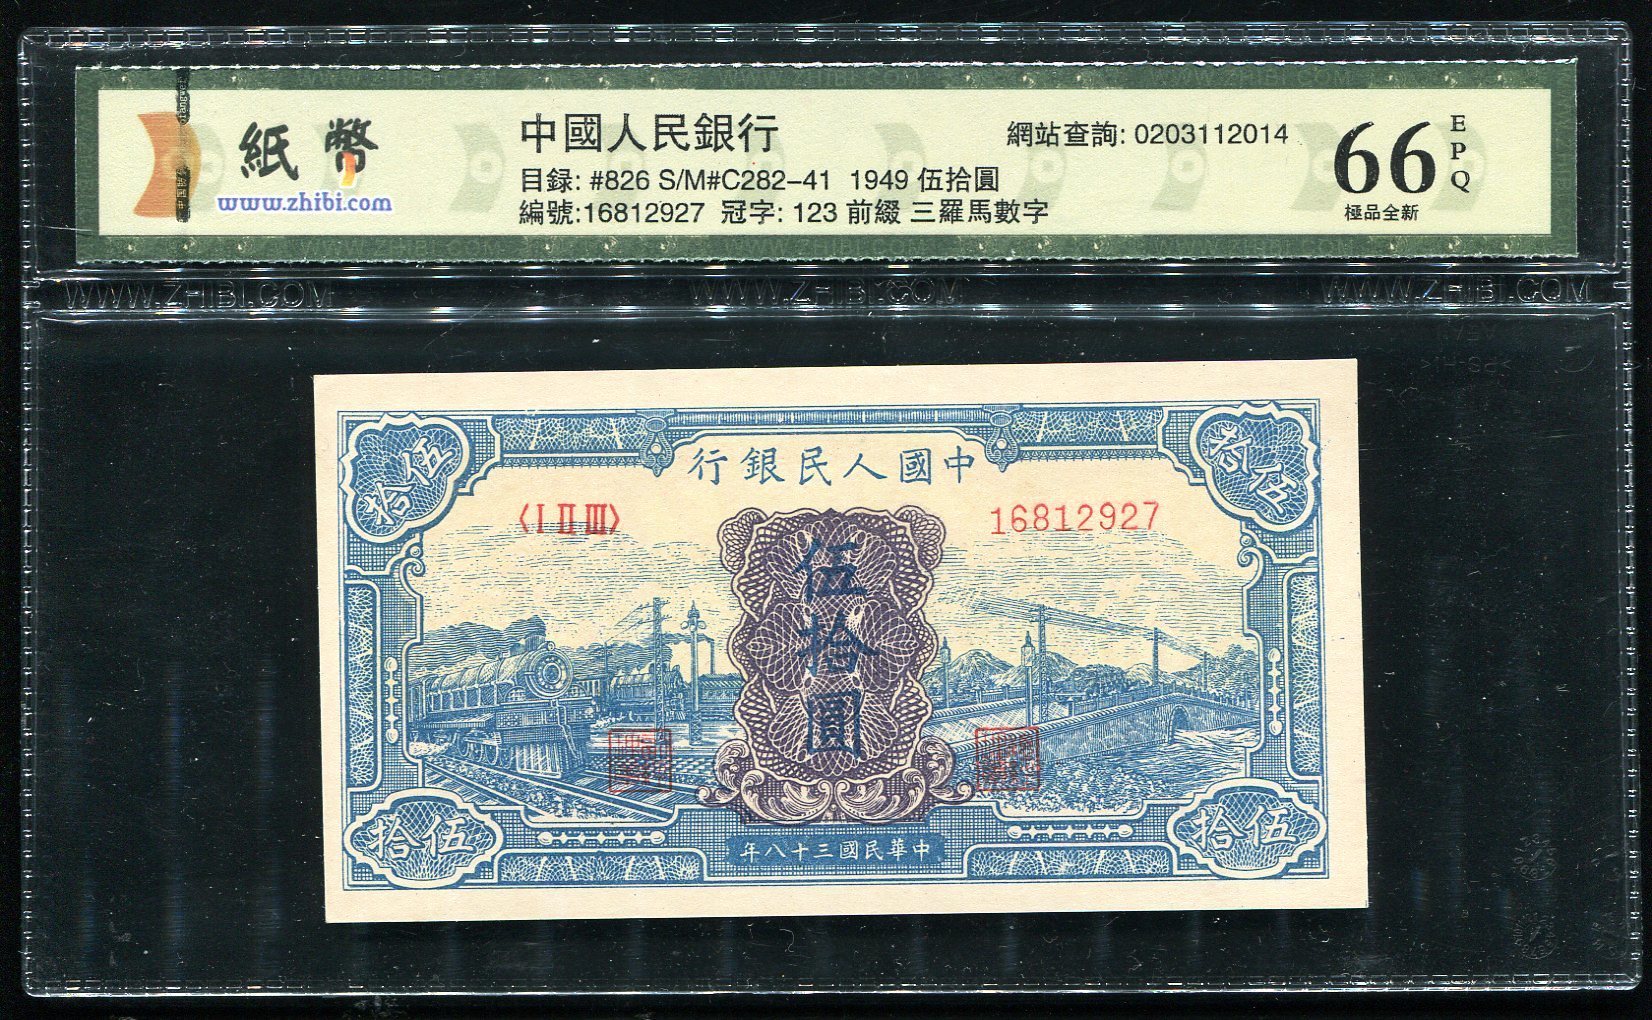 紙幣
www.zhibi.com
中國人民銀行
網站查詢: 0203112014
目録: #826 S/M#C282-41 1949 伍拾圓
編號:16812927 冠字: 123 前綴 三羅馬數字
66
EPQ
極品全新
WWW.ZHIBI.COM WWW.ZHIBI.COM WWW.ZHIBI.COM
伍拾
伍拾
中國人民銀行
〈I II III〉
16812927
伍拾圓
伍拾
伍拾
中華民國三十八年